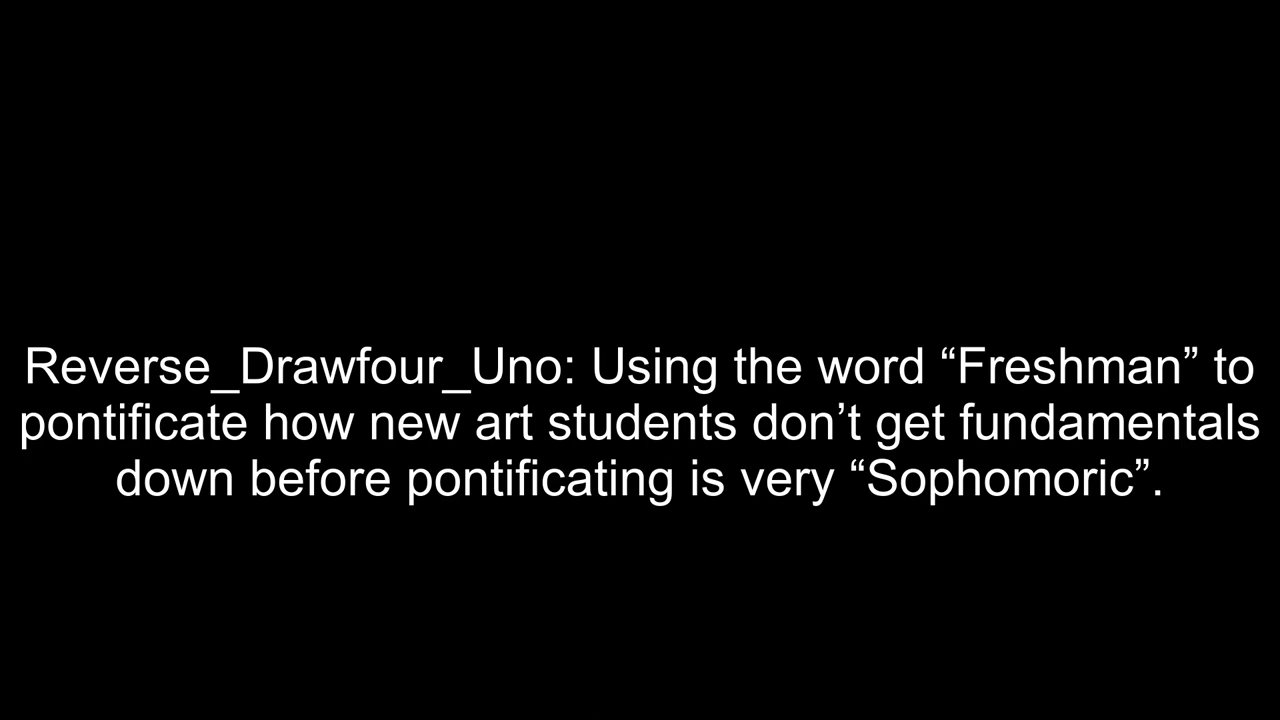 Reverse_Drawfour_Uno: Using the word “Freshman” to
pontificate how new art students don’t get fundamentals
down before pontificating is very “Sophomoric”.